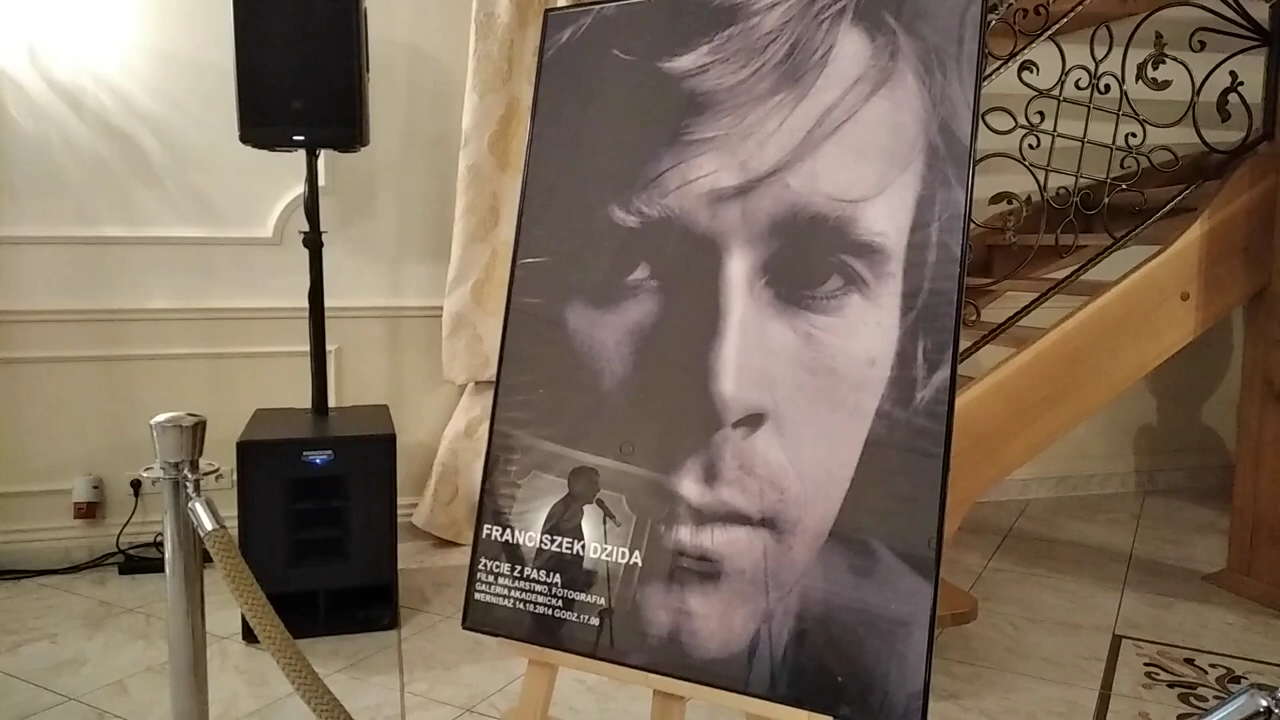 FRANCISZEK DZIDA
ŻYCIE Z PASJĄ
FILM, MALARSTWO, FOTOGRAFIA
GALERIA AKADEMICKA
WERNISAŻ 14.10.2014 GODZ.17.00